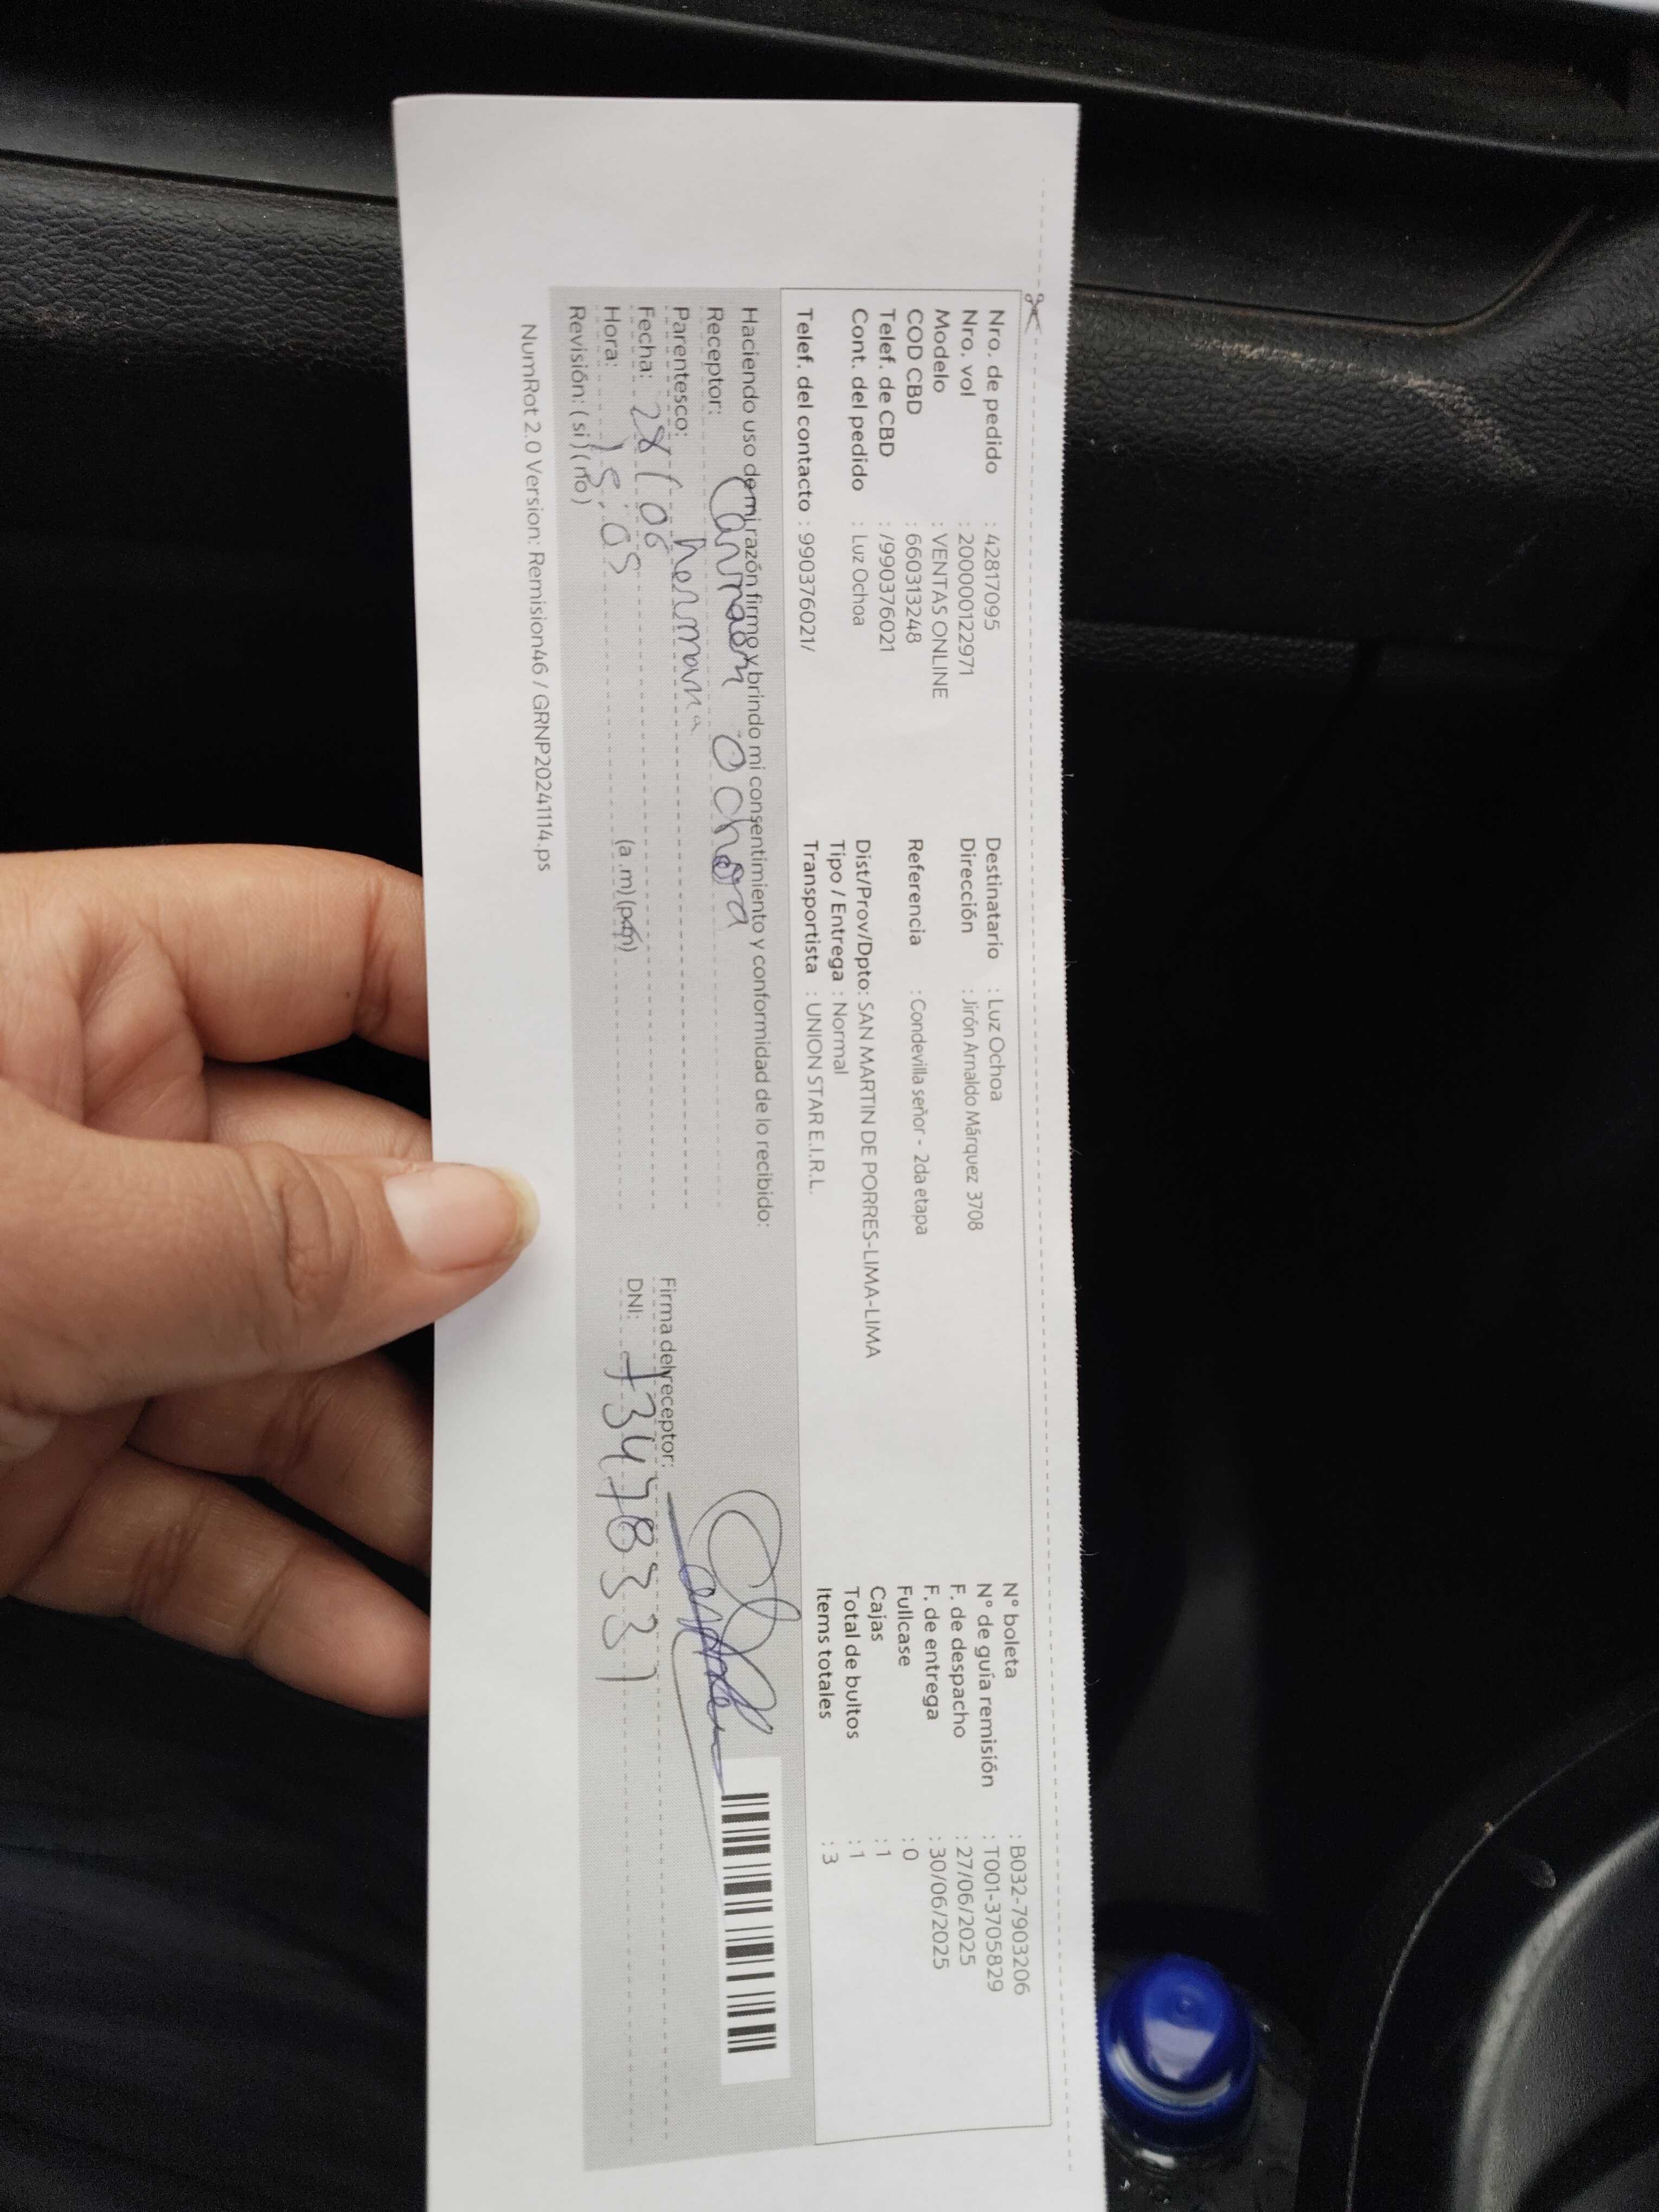 Nro. de pedido : 42817095
Nro. vol : 200000122971
Modelo : VENTAS ONLINE
COD CBD : 660313248
Telef. de CBD : /990376021
Cont. del pedido : Luz Ochoa
Telef. del contacto : 990376021/
Destinatario : Luz Ochoa
Dirección : Jirón Arnaldo Márquez 3708
Referencia : Condevilla señor - 2da etapa
Dist/Prov/Dpto: SAN MARTIN DE PORRES-LIMA-LIMA
Tipo / Entrega : Normal
Transportista : UNION STAR E.I.R.L.
N° boleta : B032-7903206
N° de guía remisión : T001-3705829
F. de despacho : 27/06/2025
F. de entrega : 30/06/2025
Fullcase : 0
Cajas : 1
Total de bultos : 1
Items totales : 3
Haciendo uso de mi razón firmo y brindo mi consentimiento y conformidad de lo recibido:
Receptor: Carmen Ochoa
Parentesco: hermana
Fecha: 28/06
Hora: 15:05 (a.m)(p.m)
Revisión: (si)(no)
Firma del receptor:
DNI: 73478331
NumRot 2.0 Version: Remision46 / GRNP20241114.ps